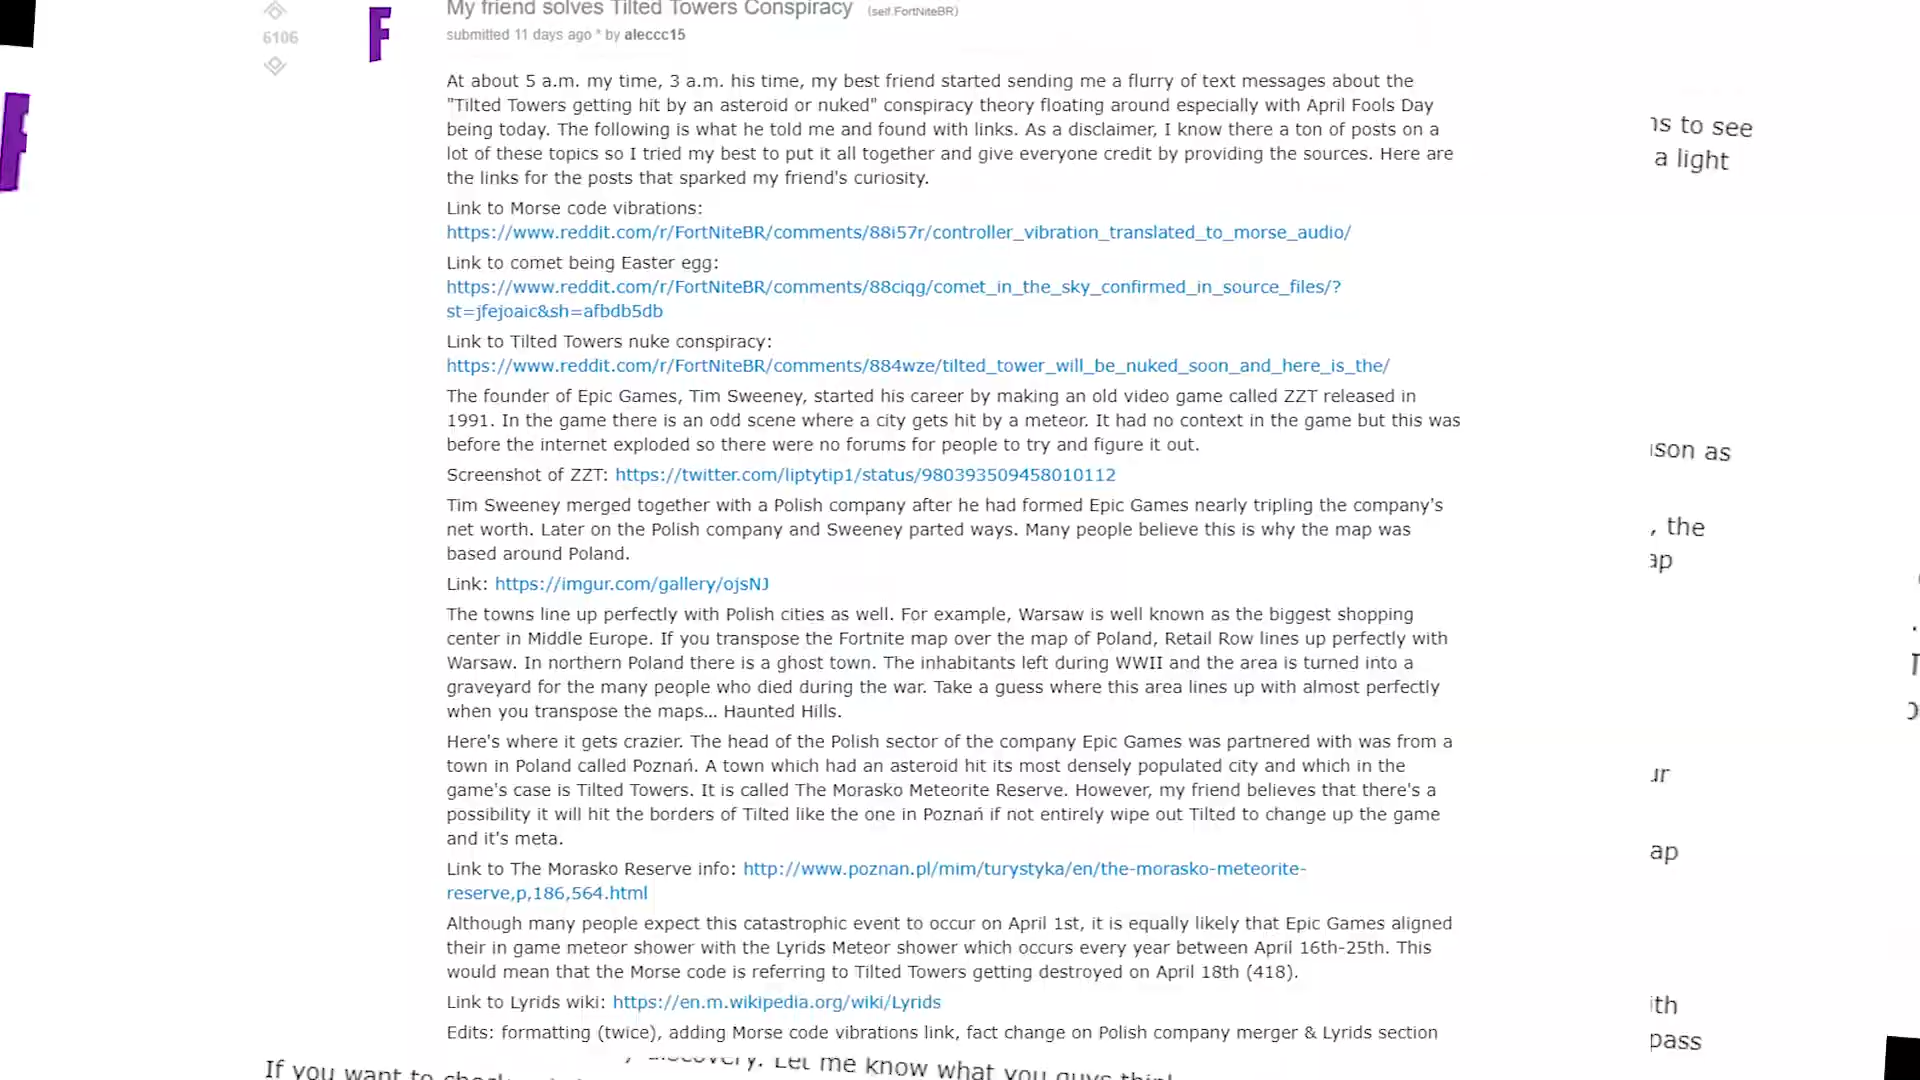 My friend solves Tilted Towers Conspiracy (self.FortNiteBR)
6106
submitted 11 days ago * by aleccc15
At about 5 a.m. my time, 3 a.m. his time, my best friend started sending me a flurry of text messages about the
"Tilted Towers getting hit by an asteroid or nuked" conspiracy theory floating around especially with April Fools Day
being today. The following is what he told me and found with links. As a disclaimer, I know there a ton of posts on a
lot of these topics so I tried my best to put it all together and give everyone credit by providing the sources. Here are
the links for the posts that sparked my friend's curiosity.
Link to Morse code vibrations:
https://www.reddit.com/r/FortNiteBR/comments/88i57r/controller_vibration_translated_to_morse_audio/
Link to comet being Easter egg:
https://www.reddit.com/r/FortNiteBR/comments/88ciqg/comet_in_the_sky_confirmed_in_source_files/?
st=jfejoaic&sh=afbdb5db
Link to Tilted Towers nuke conspiracy:
https://www.reddit.com/r/FortNiteBR/comments/884wze/tilted_tower_will_be_nuked_soon_and_here_is_the/
The founder of Epic Games, Tim Sweeney, started his career by making an old video game called ZZT released in
1991. In the game there is an odd scene where a city gets hit by a meteor. It had no context in the game but this was
before the internet exploded so there were no forums for people to try and figure it out.
Screenshot of ZZT: https://twitter.com/liptytip1/status/980393509458010112
Tim Sweeney merged together with a Polish company after he had formed Epic Games nearly tripling the company's
net worth. Later on the Polish company and Sweeney parted ways. Many people believe this is why the map was
based around Poland.
Link: https://imgur.com/gallery/ojsNJ
The towns line up perfectly with Polish cities as well. For example, Warsaw is well known as the biggest shopping
center in Middle Europe. If you transpose the Fortnite map over the map of Poland, Retail Row lines up perfectly with
Warsaw. In northern Poland there is a ghost town. The inhabitants left during WWII and the area is turned into a
graveyard for the many people who died during the war. Take a guess where this area lines up with almost perfectly
when you transpose the maps... Haunted Hills.
Here's where it gets crazier. The head of the Polish sector of the company Epic Games was partnered with was from a
town in Poland called Poznań. A town which had an asteroid hit its most densely populated city and which in the
game's case is Tilted Towers. It is called The Morasko Meteorite Reserve. However, my friend believes that there's a
possibility it will hit the borders of Tilted like the one in Poznań if not entirely wipe out Tilted to change up the game
and it's meta.
Link to The Morasko Reserve info: http://www.poznan.pl/mim/turystyka/en/the-morasko-meteorite-
reserve,p,186,564.html
Although many people expect this catastrophic event to occur on April 1st, it is equally likely that Epic Games aligned
their in game meteor shower with the Lyrids Meteor shower which occurs every year between April 16th-25th. This
would mean that the Morse code is referring to Tilted Towers getting destroyed on April 18th (418).
Link to Lyrids wiki: https://en.m.wikipedia.org/wiki/Lyrids
Edits: formatting (twice), adding Morse code vibrations link, fact change on Polish company merger & Lyrids section
to see
a light
as
the
pass
If you want to
Let me know what you guys